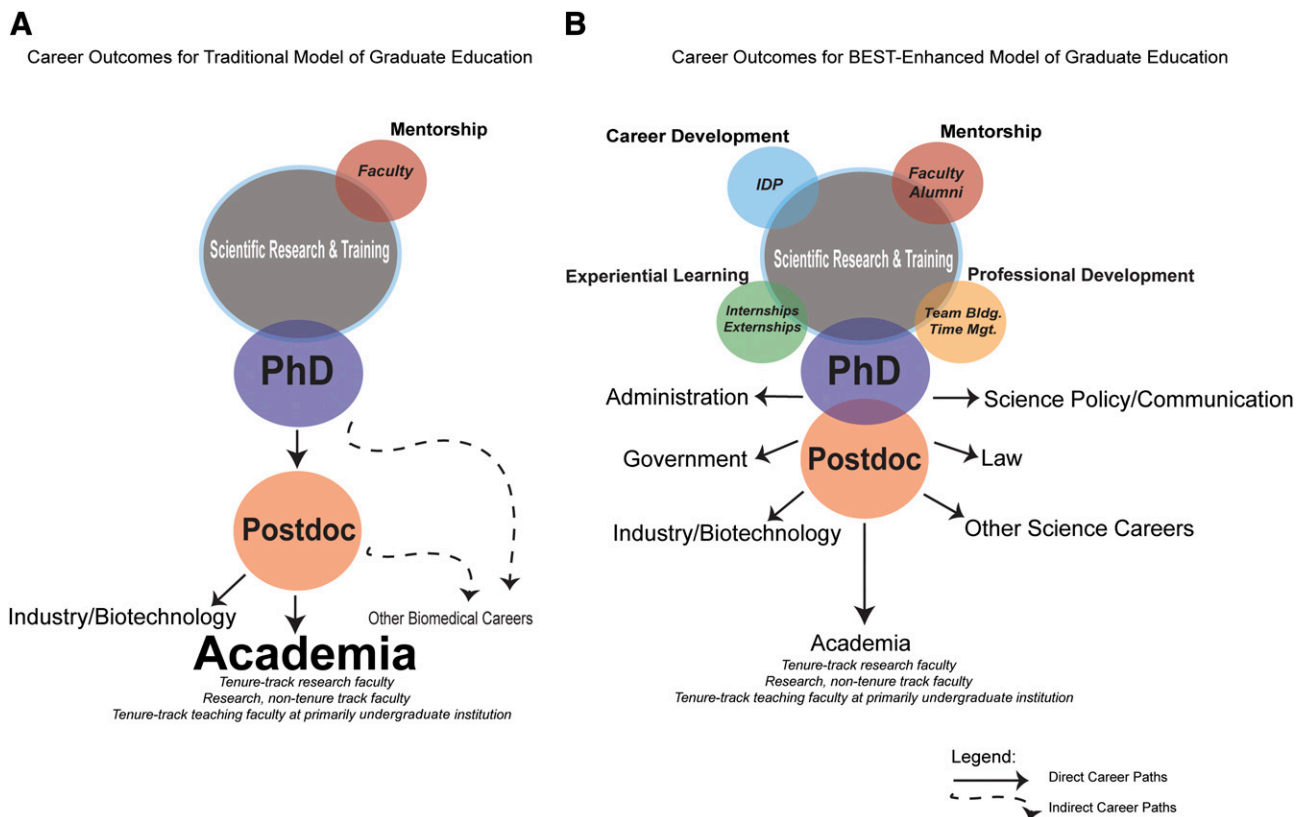 A
Career Outcomes for Traditional Model of Graduate Education
Mentorship
Faculty
Scientific Research & Training
PhD
Postdoc
Industry/Biotechnology
Other Biomedical Careers
Academia
Tenure-track research faculty
Research, non-tenure track faculty
Tenure-track teaching faculty at primarily undergraduate institution
B
Career Outcomes for BEST-Enhanced Model of Graduate Education
Career Development
Mentorship
IDP
Faculty
Alumni
Scientific Research & Training
Experiential Learning
Professional Development
Internships
Externships
Team Bldg.
Time Mgt.
PhD
Administration
Science Policy/Communication
Postdoc
Government
Law
Industry/Biotechnology
Other Science Careers
Academia
Tenure-track research faculty
Research, non-tenure track faculty
Tenure-track teaching faculty at primarily undergraduate institution
Legend:
Direct Career Paths
Indirect Career Paths